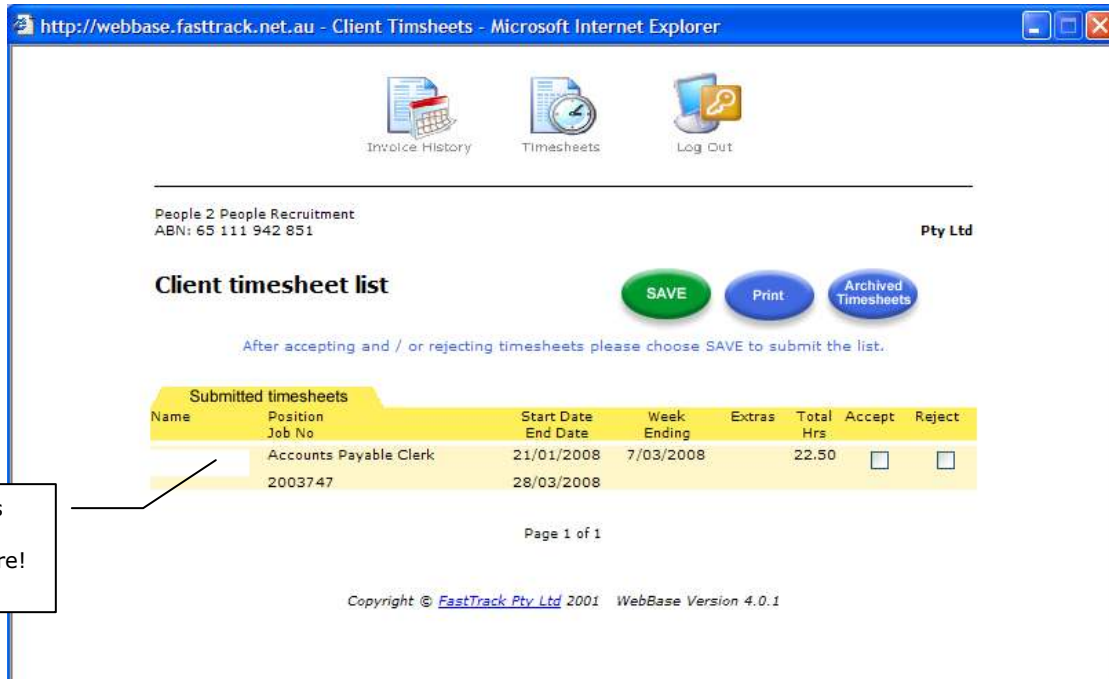 http://webbase.fasttrack.net.au - Client Timsheets - Microsoft Internet Explorer
Invoice History Timesheets Log Out
People 2 People Recruitment
ABN: 65 111 942 851
Pty Ltd
Client timesheet list
SAVE Print Archived Timesheets
After accepting and / or rejecting timesheets please choose SAVE to submit the list.
Submitted timesheets
Name Position Start Date Week Extras Total Accept Reject
Job No End Date Ending Hrs
Accounts Payable Clerk 21/01/2008 7/03/2008 22.50
2003747 28/03/2008
Page 1 of 1
Copyright © FastTrack Pty Ltd 2001 WebBase Version 4.0.1